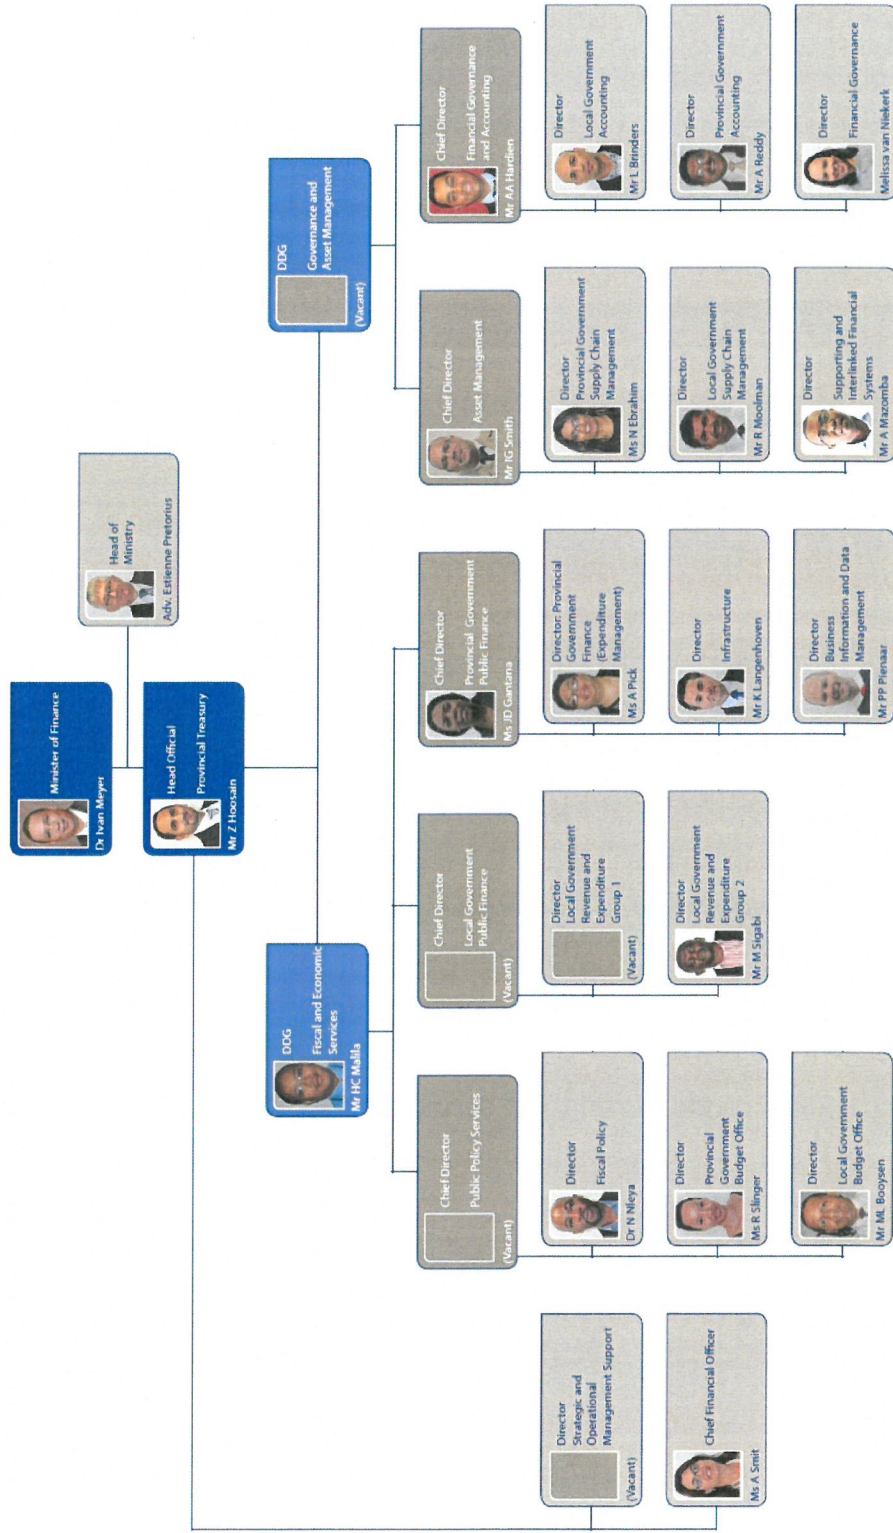 Minister of Finance
Dr Ivan Meyer
Head of
Ministry
Adv. Estienne Pretorius
Head Official
Provincial Treasury
Mr Z Hoosain
DDG
Fiscal and Economic
Services
Mr HC Malila
DDG
Governance and
Asset Management
(Vacant)
Chief Director
Public Policy Services
(Vacant)
Chief Director
Local Government
Public Finance
(Vacant)
Chief Director
Provincial Government
Public Finance
Ms JD Gantana
Chief Director
Asset Management
Mr IG Smith
Chief Director
Financial Governance
and Accounting
Mr AA Hardien
Director
Strategic and
Operational
Management Support
(Vacant)
Director
Fiscal Policy
Dr N Nleya
Director
Local Government
Revenue and
Expenditure
Group 1
(Vacant)
Director: Provincial
Government
Finance
(Expenditure
Management)
Ms A Pick
Director
Provincial Government
Supply Chain
Management
Ms N Ebrahim
Director
Local Government
Accounting
Mr L Brinders
Chief Financial Officer
Ms A Smit
Director
Provincial
Government
Budget Office
Ms R Slinger
Director
Local Government
Revenue and
Expenditure
Group 2
Mr M Sigabi
Director
Infrastructure
Mr K Langenhoven
Director
Local Government
Supply Chain
Management
Mr R Moolman
Director
Provincial Government
Accounting
Mr A Reddy
Director
Local Government
Budget Office
Mr ML Booysen
Director
Business
Information and Data
Management
Mr PP Pienaar
Director
Supporting and
Interlinked Financial
Systems
Mr A Mazomba
Director
Financial Governance
Melissa van Niekerk